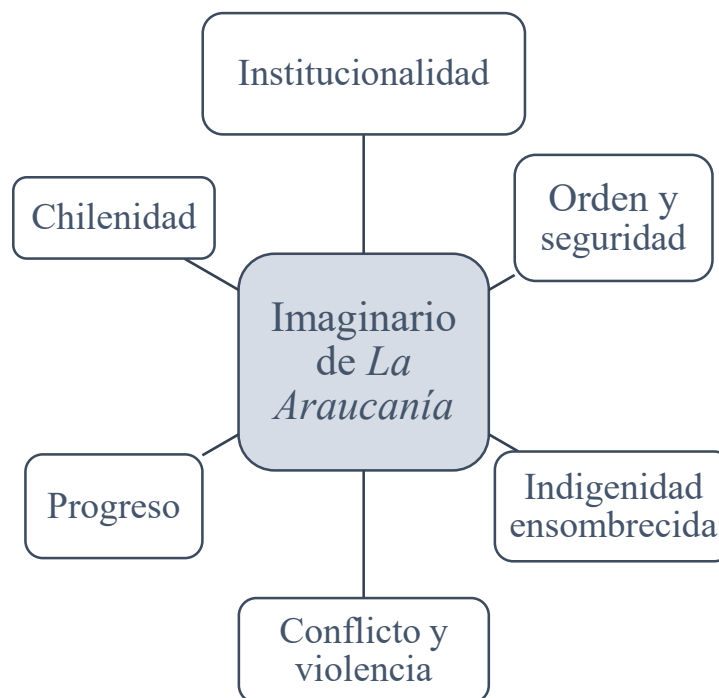 Institucionalidad
Chilenidad
Orden y
seguridad
Imaginario
de La
Araucanía
Progreso
Indigenidad
ensombrecida
Conflicto y
violencia